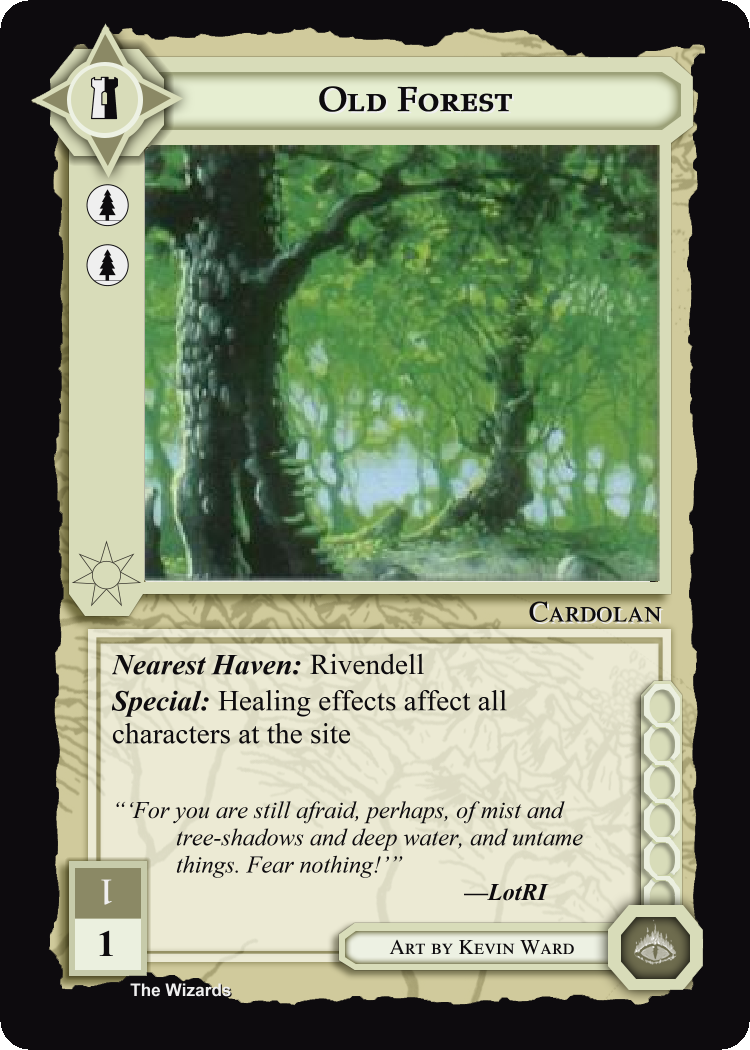 Old Forest
Cardolan
Nearest Haven: Rivendell
Special: Healing effects affect all
characters at the site
“‘For you are still afraid, perhaps, of mist and
tree-shadows and deep water, and untame
things. Fear nothing!’”
—LotRI
1
1
Art by Kevin Ward
The Wizards